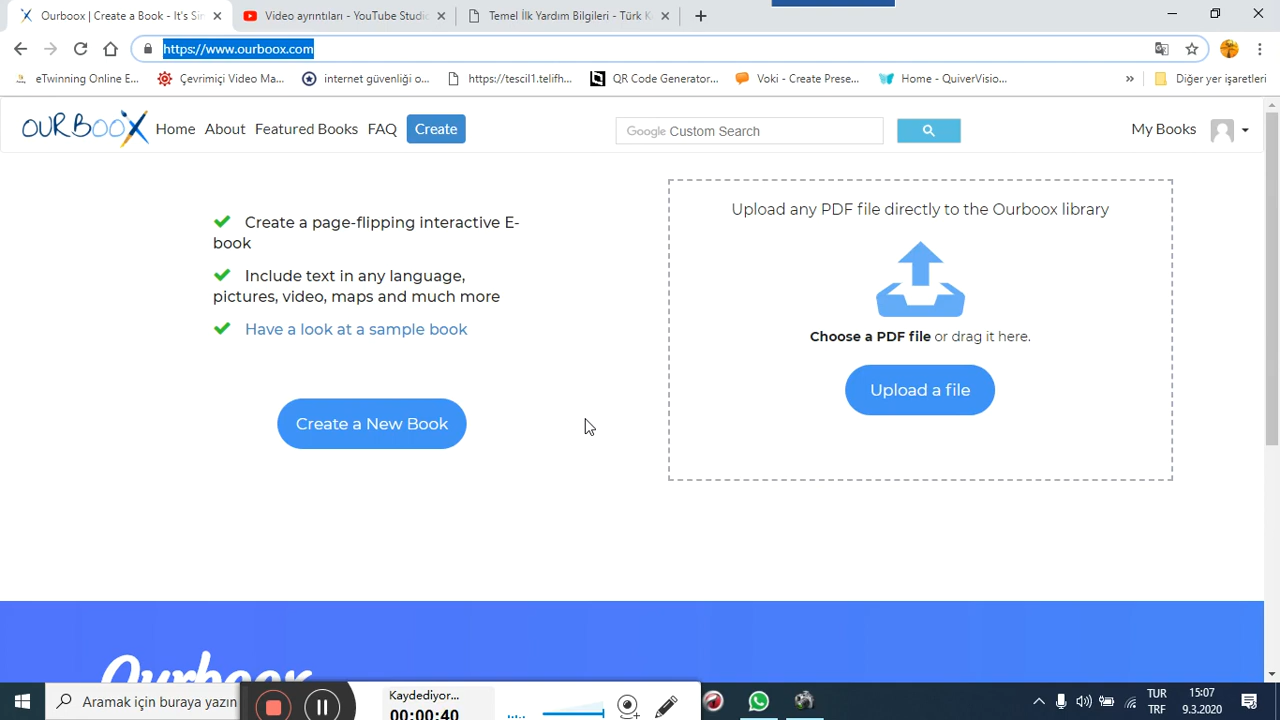 Ourboox | Create a Book - It's Sir
Video ayrıntıları - YouTube Studio
Temel İlk Yardım Bilgileri - Türk K
https://www.ourboox.com
eTwinning Online E...
Çevrimiçi Video Ma...
internet güvenliği o...
https://tescil1.telifh...
QR Code Generator...
Voki - Create Prese...
Home - QuiverVisio...
»
Diğer yer işaretleri
OURBOOX
Home
About
Featured Books
FAQ
Create
Google Custom Search
My Books
Create a page-flipping interactive E-
book
Include text in any language,
pictures, video, maps and much more
Have a look at a sample book
Create a New Book
Upload any PDF file directly to the Ourboox library
Choose a PDF file or drag it here.
Upload a file
Ourboox
Aramak için buraya yazın
Kaydediyor...
00:00:40
TUR
TRF
15:07
9.3.2020